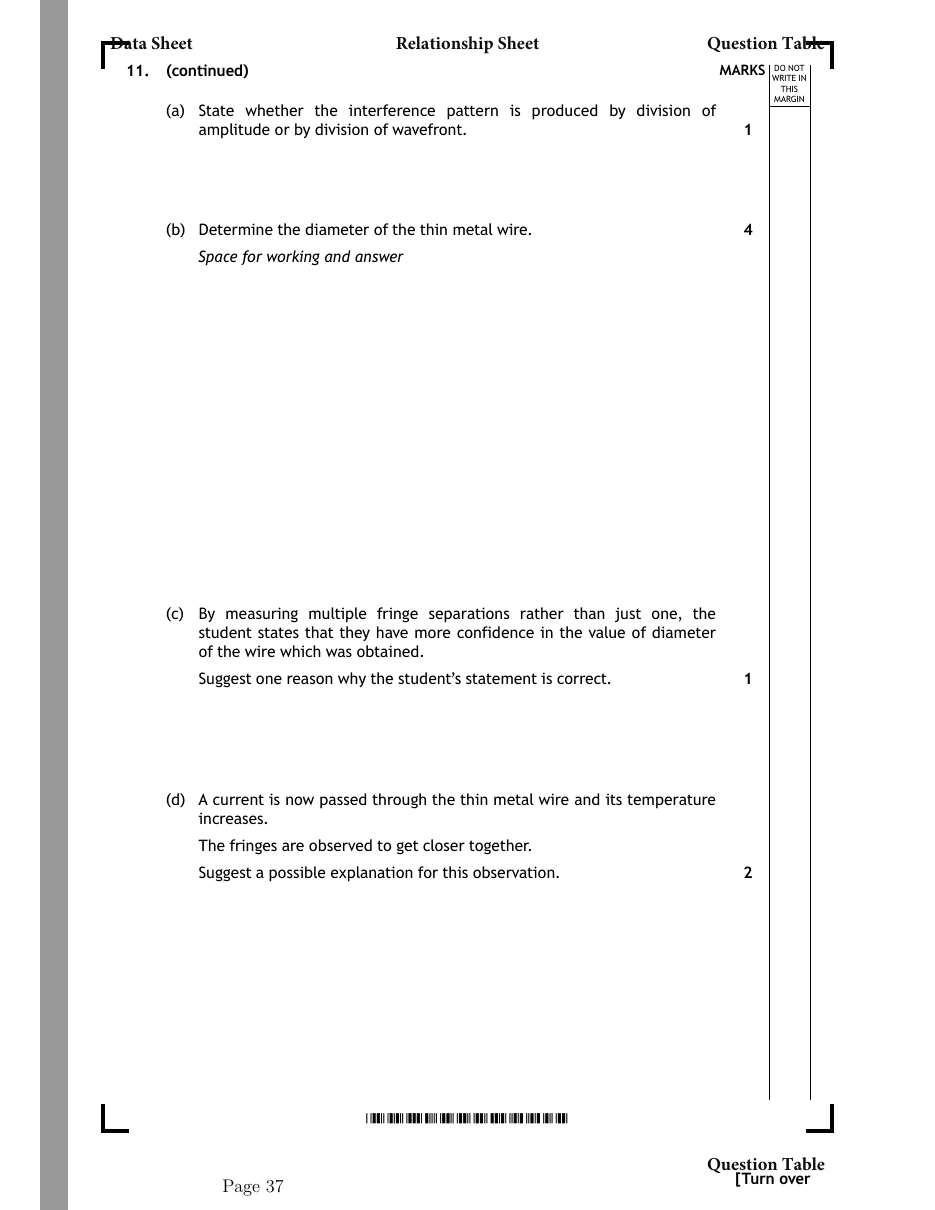 Data Sheet Relationship Sheet Question Table
11. (continued) MARKS DO NOT
WRITE IN
THIS
MARGIN
(a) State whether the interference pattern is produced by division of
amplitude or by division of wavefront. 1
(b) Determine the diameter of the thin metal wire. 4
Space for working and answer
(c) By measuring multiple fringe separations rather than just one, the
student states that they have more confidence in the value of diameter
of the wire which was obtained.
Suggest one reason why the student’s statement is correct. 1
(d) A current is now passed through the thin metal wire and its temperature
increases.
The fringes are observed to get closer together.
Suggest a possible explanation for this observation. 2
Question Table
[Turn over
Page 37